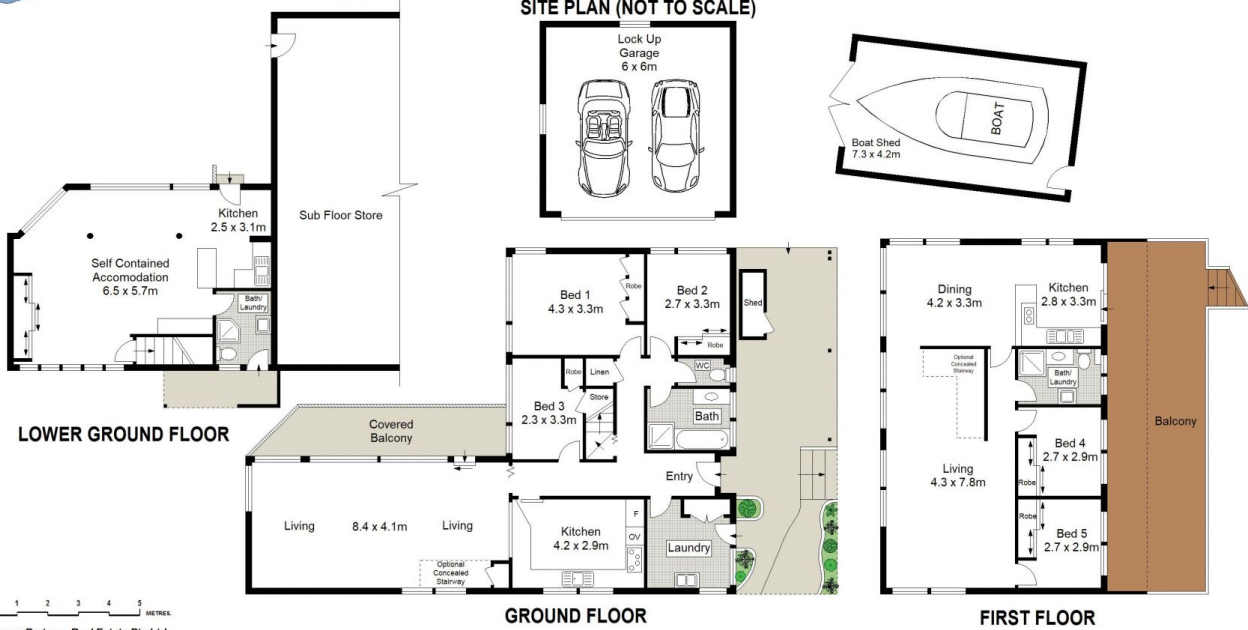 SITE PLAN (NOT TO SCALE)
Lock Up
Garage
6 x 6m
BOAT
Boat Shed
7.3 x 4.2m
Sub Floor Store
Kitchen
2.5 x 3.1m
Self Contained
Accomodation
6.5 x 5.7m
Bath/
Laundry
LOWER GROUND FLOOR
Bed 1
4.3 x 3.3m
Robe
Bed 2
2.7 x 3.3m
Robe
Shed
Robe
Linen
WC
Store
Bed 3
2.3 x 3.3m
Bath
Covered
Balcony
Entry
Living
8.4 x 4.1m
Living
Kitchen
4.2 x 2.9m
F
OV
Laundry
Optional
Concealed
Stairway
GROUND FLOOR
Dining
4.2 x 3.3m
Kitchen
2.8 x 3.3m
Optional
Concealed
Stairway
Bath/
Laundry
Balcony
Bed 4
2.7 x 2.9m
Living
4.3 x 7.8m
Robe
Robe
Bed 5
2.7 x 2.9m
FIRST FLOOR
1 2 3 4 5 METRES.